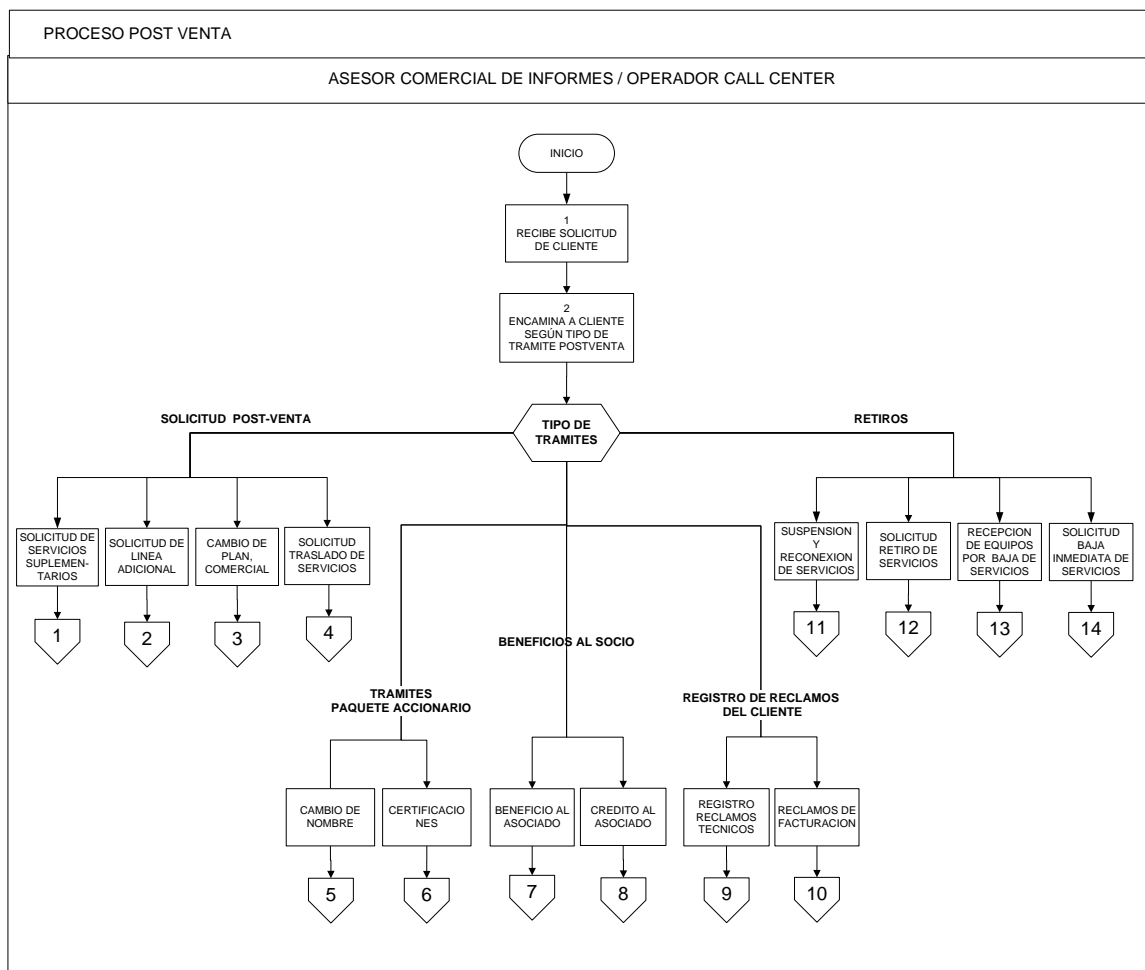 PROCESO POST VENTA
ASESOR COMERCIAL DE INFORMES / OPERADOR CALL CENTER
INICIO
1
RECIBE SOLICITUD
DE CLIENTE
2
ENCAMINA A CLIENTE
SEGÚN TIPO DE
TRAMITE POSTVENTA
TIPO DE
TRAMITES
SOLICITUD POST-VENTA
SOLICITUD DE
SERVICIOS
SUPLEMEN-
TARIOS
1
SOLICITUD DE
LINEA
ADICIONAL
2
CAMBIO DE
PLAN,
COMERCIAL
3
SOLICITUD
TRASLADO DE
SERVICIOS
4
TRAMITES
PAQUETE ACCIONARIO
CAMBIO DE
NOMBRE
5
CERTIFICACIO
NES
6
BENEFICIOS AL SOCIO
BENEFICIO AL
ASOCIADO
7
CREDITO AL
ASOCIADO
8
REGISTRO DE RECLAMOS
DEL CLIENTE
REGISTRO
RECLAMOS
TECNICOS
9
RECLAMOS DE
FACTURACION
10
RETIROS
SUSPENSION
Y
RECONEXION
DE SERVICIOS
11
SOLICITUD
RETIRO DE
SERVICIOS
12
RECEPCION
DE EQUIPOS
POR BAJA DE
SERVICIOS
13
SOLICITUD
BAJA
INMEDIATA DE
SERVICIOS
14